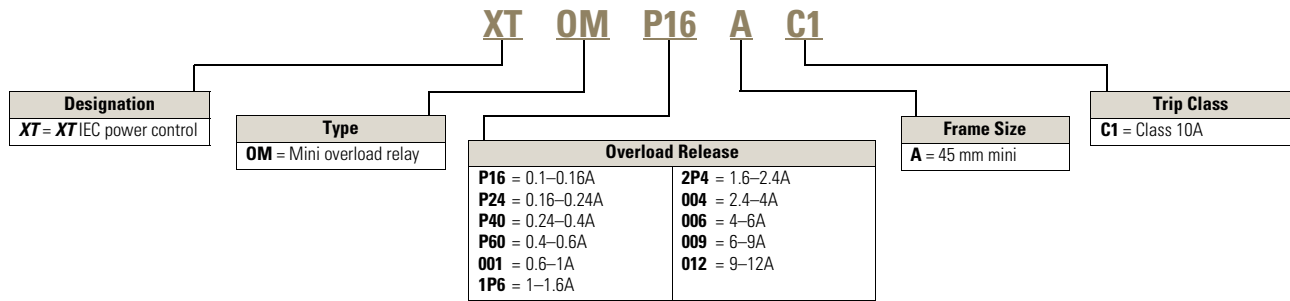 XT OM P16 A C1
Designation
XT = XT IEC power control
Type
OM = Mini overload relay
Overload Release
P16 = 0.1–0.16A
P24 = 0.16–0.24A
P40 = 0.24–0.4A
P60 = 0.4–0.6A
001 = 0.6–1A
1P6 = 1–1.6A
2P4 = 1.6–2.4A
004 = 2.4–4A
006 = 4–6A
009 = 6–9A
012 = 9–12A
Frame Size
A = 45 mm mini
Trip Class
C1 = Class 10A